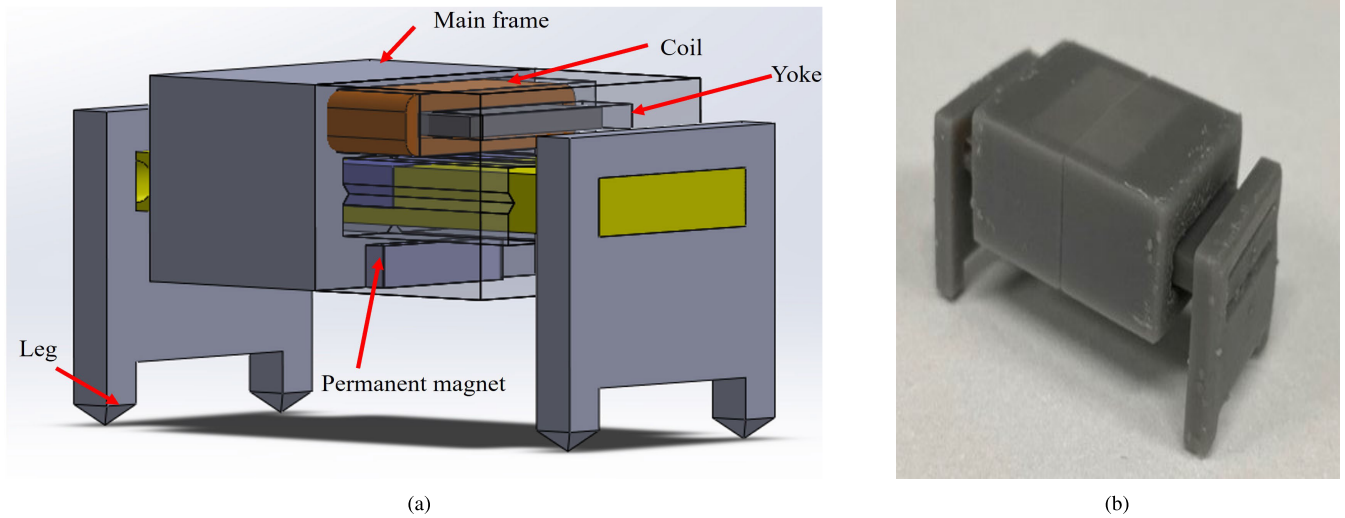 Main frame
Coil
Yoke
Leg
Permanent magnet
(a)
(b)